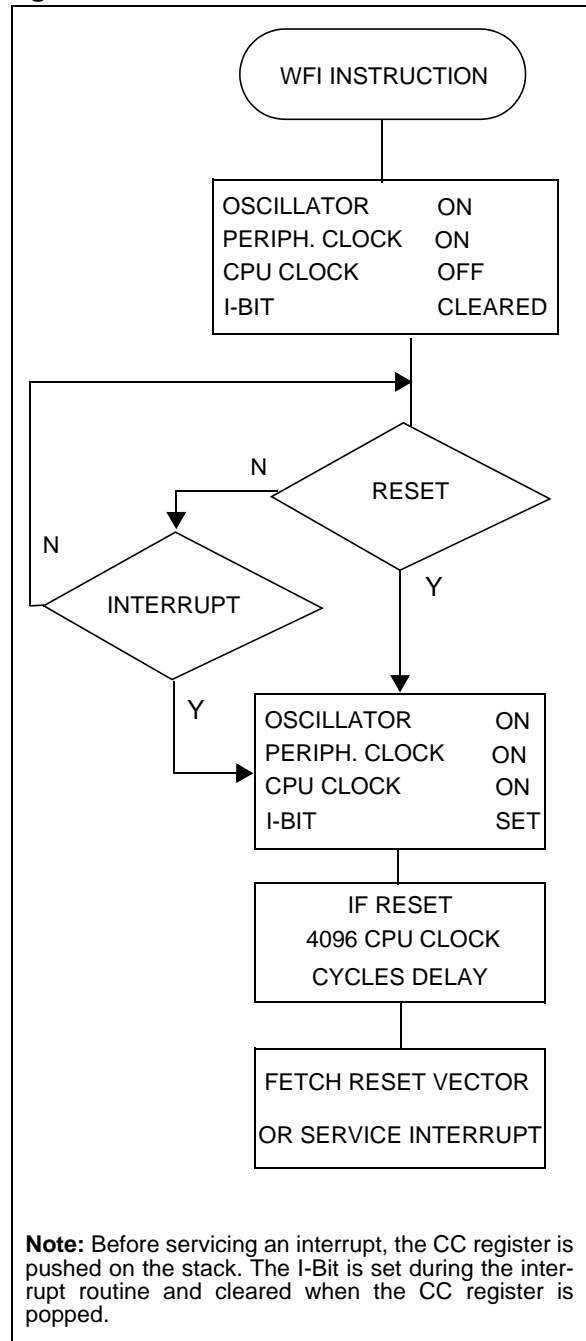 WFI INSTRUCTION
OSCILLATOR ON
PERIPH. CLOCK ON
CPU CLOCK OFF
I-BIT CLEARED
N
RESET
N
INTERRUPT
Y
Y
OSCILLATOR ON
PERIPH. CLOCK ON
CPU CLOCK ON
I-BIT SET
IF RESET
4096 CPU CLOCK
CYCLES DELAY
FETCH RESET VECTOR
OR SERVICE INTERRUPT
Note: Before servicing an interrupt, the CC register is
pushed on the stack. The I-Bit is set during the inter-
rupt routine and cleared when the CC register is
popped.